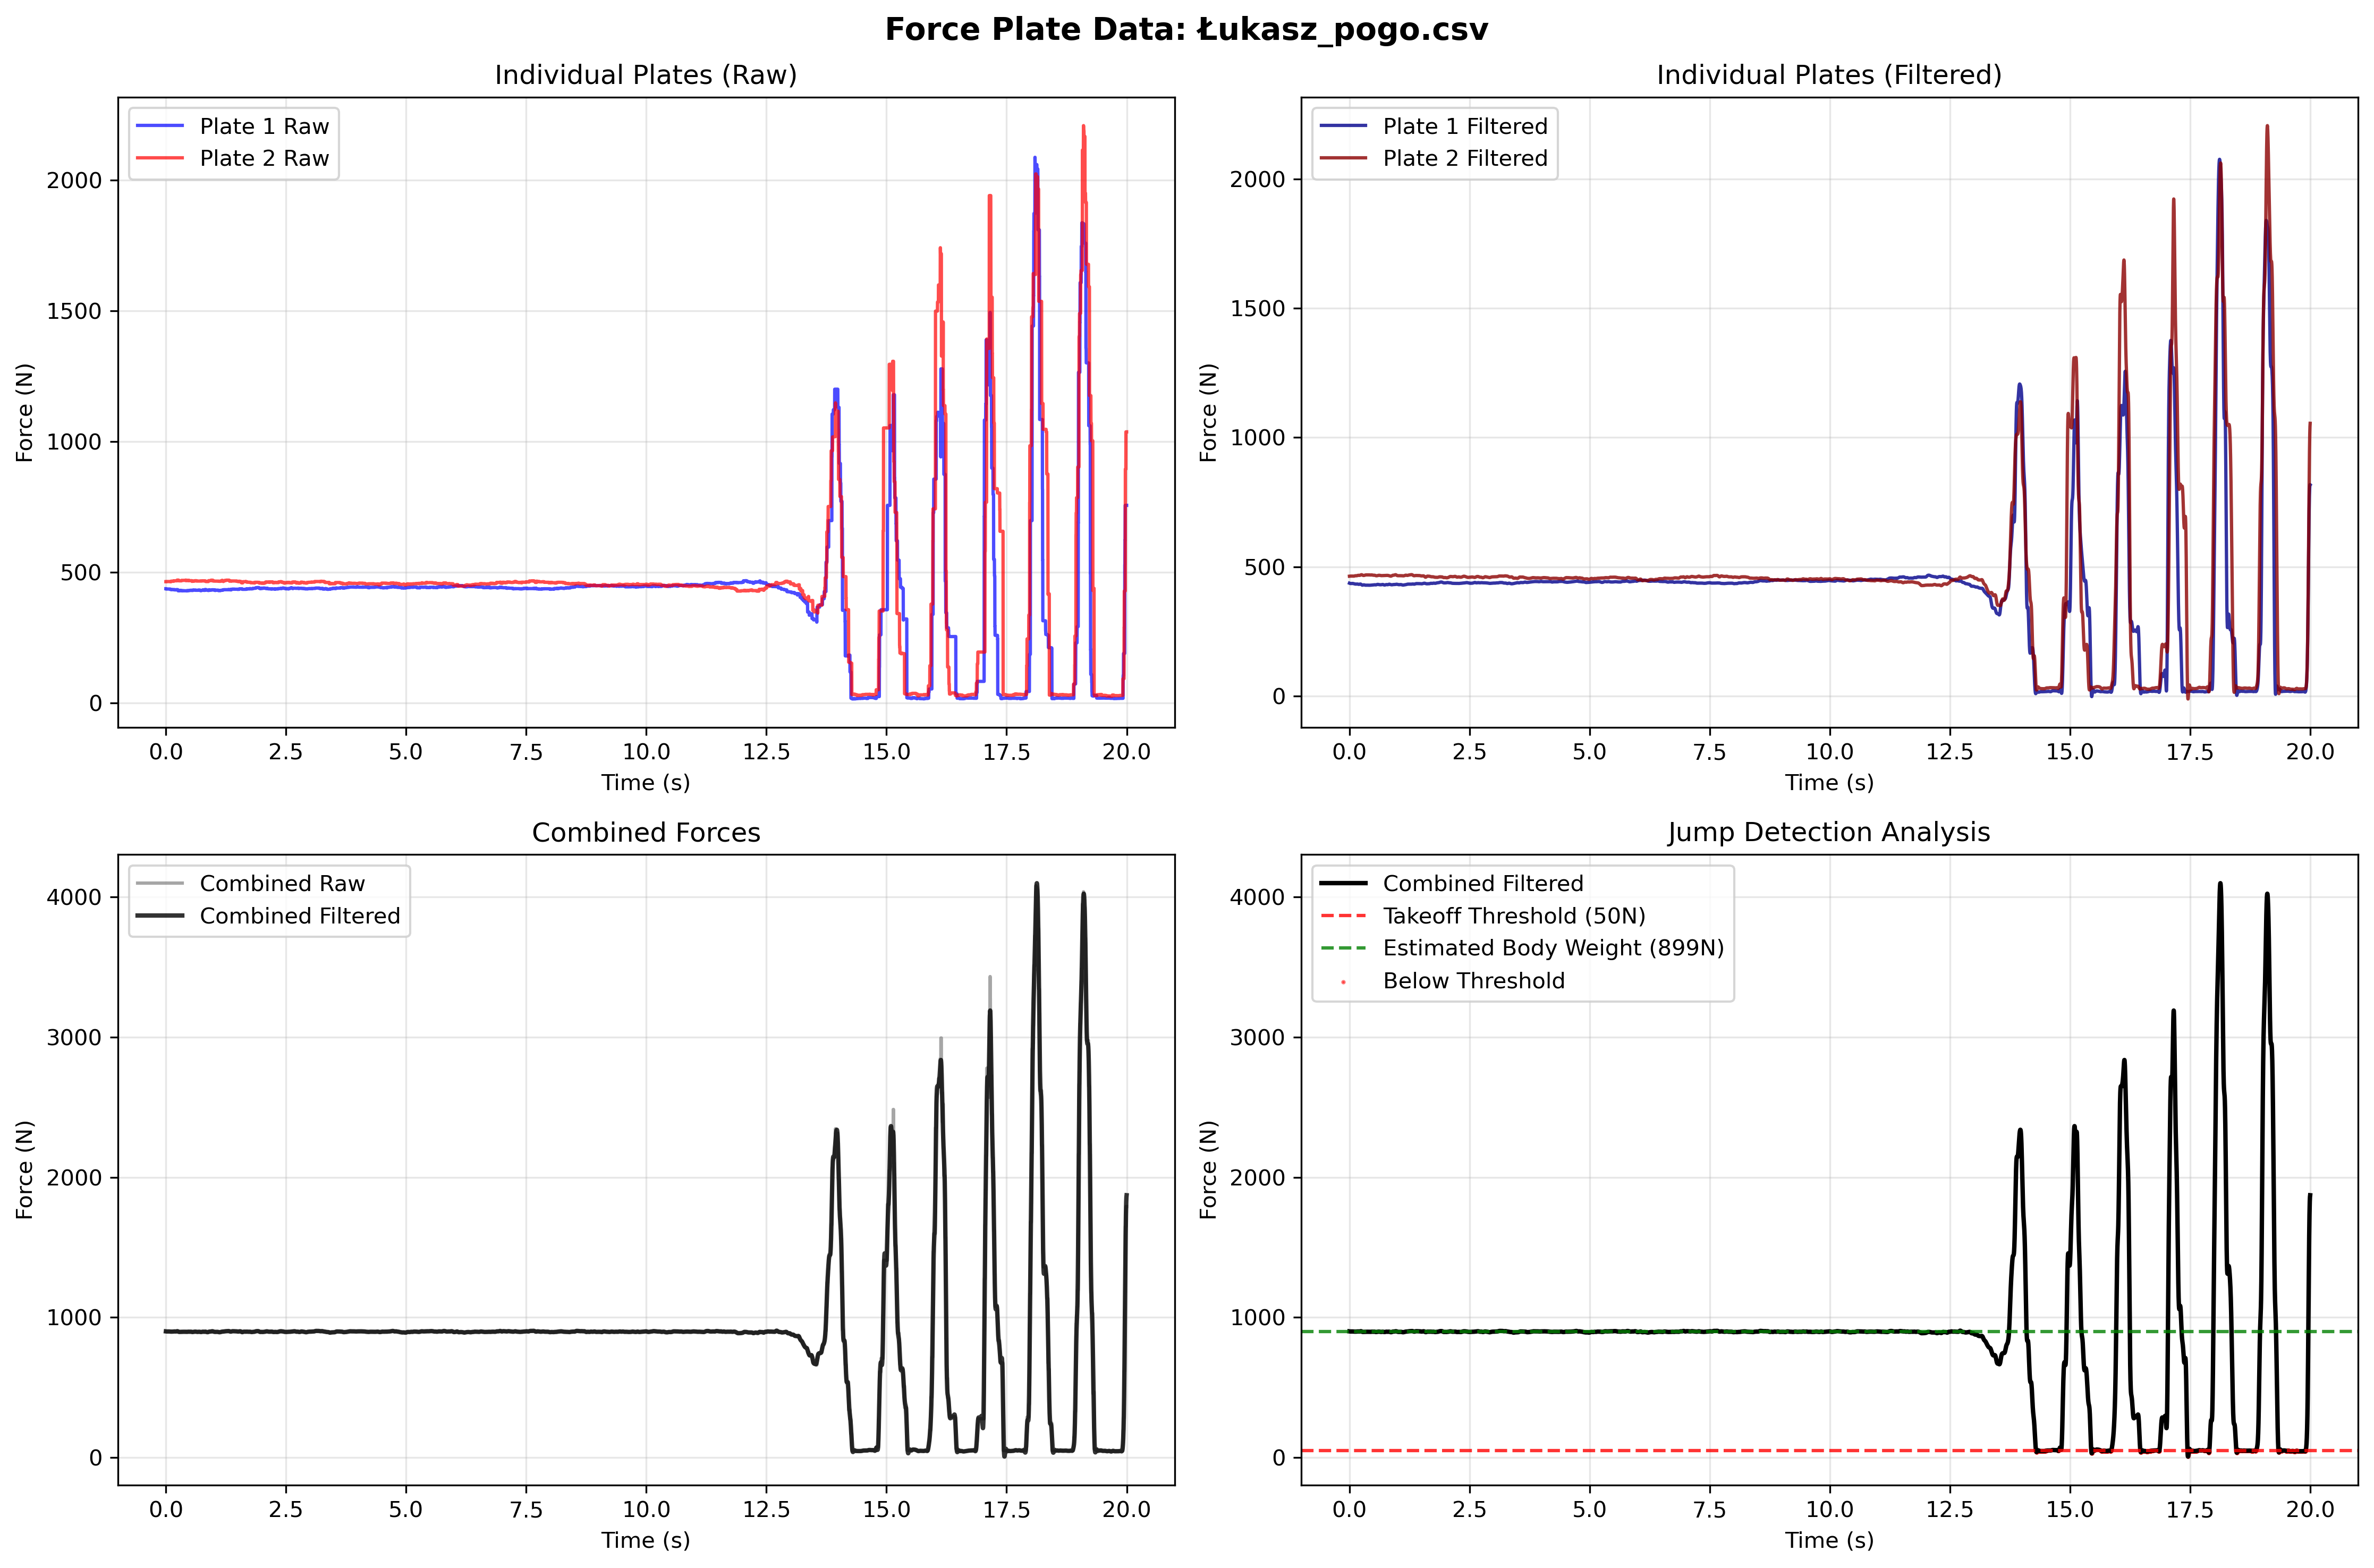 Force Plate Data: Łukasz_pogo.csv
Individual Plates (Raw)
Plate 1 Raw
Plate 2 Raw
2000
1500
1000
500
0
Force (N)
0.0 2.5 5.0 7.5 10.0 12.5 15.0 17.5 20.0
Time (s)
Individual Plates (Filtered)
Plate 1 Filtered
Plate 2 Filtered
2000
1500
1000
500
0
Force (N)
0.0 2.5 5.0 7.5 10.0 12.5 15.0 17.5 20.0
Time (s)
Combined Forces
Combined Raw
Combined Filtered
4000
3000
2000
1000
0
Force (N)
0.0 2.5 5.0 7.5 10.0 12.5 15.0 17.5 20.0
Time (s)
Jump Detection Analysis
Combined Filtered
Takeoff Threshold (50N)
Estimated Body Weight (899N)
Below Threshold
4000
3000
2000
1000
0
Force (N)
0.0 2.5 5.0 7.5 10.0 12.5 15.0 17.5 20.0
Time (s)